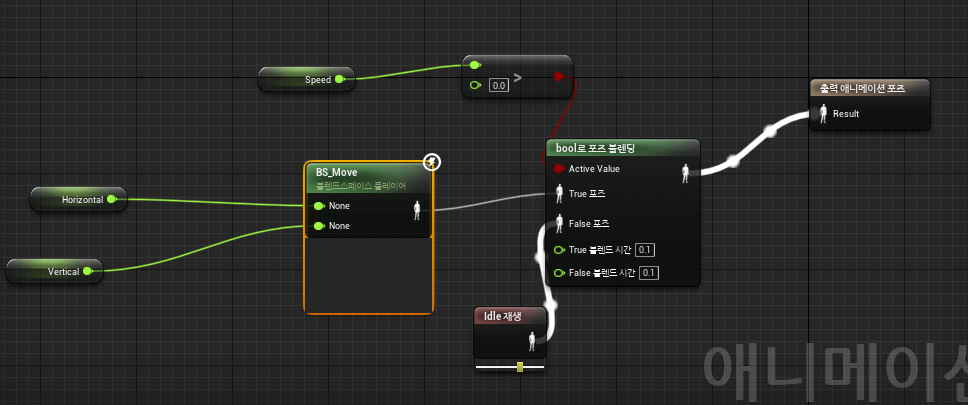 Speed
0.0
>
출력 애니메이션 포즈
Result
bool로 포즈 블렌딩
Active Value
True 포즈
False 포즈
True 블렌드 시간 0.1
False 블렌드 시간 0.1
BS_Move
블렌드스페이스 플레이어
None
None
Horizontal
Vertical
Idle 재생
애니메이션